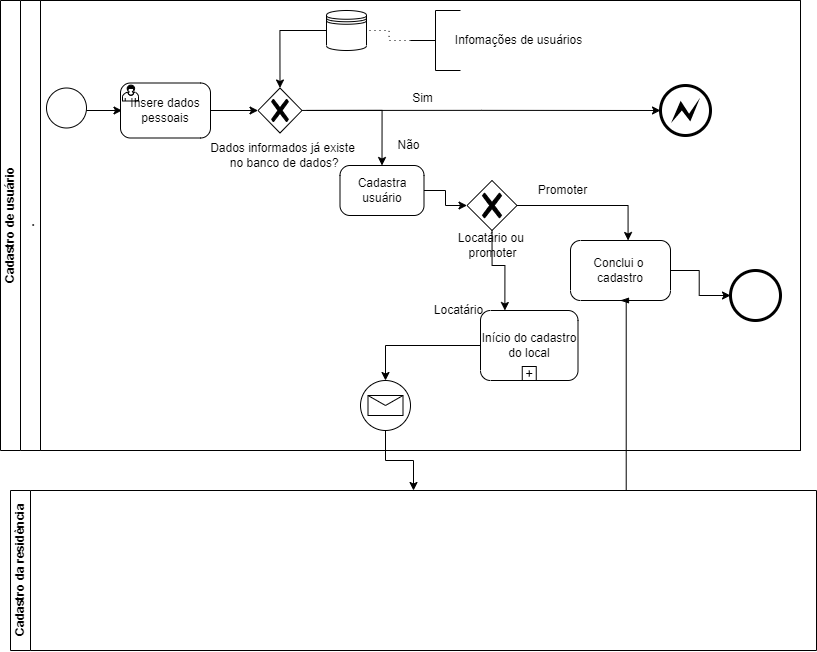 Infomações de usuários
Insere dados
pessoais
Sim
Dados informados já existe
no banco de dados?
Não
Cadastra
usuário
Promoter
Locatário ou
promoter
Conclui o
cadastro
Locatário
Início do cadastro
do local
Cadastro de usuário
.
Cadastro da residência